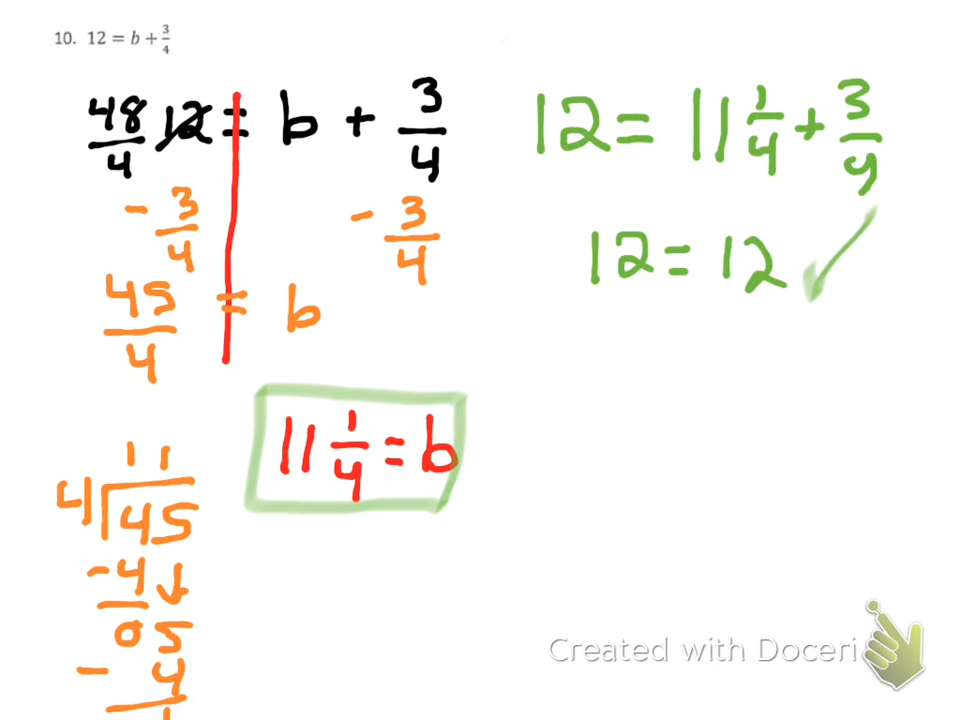 10. 12 = b + 3/4
48/4 12 = b + 3/4
- 3/4 - 3/4
45/4 = b
11 1/4 = b
11
4 45
-4↓
05
- 4
1
12 = 11 1/4 + 3/4
12 = 12 ✓
Created with Doceri